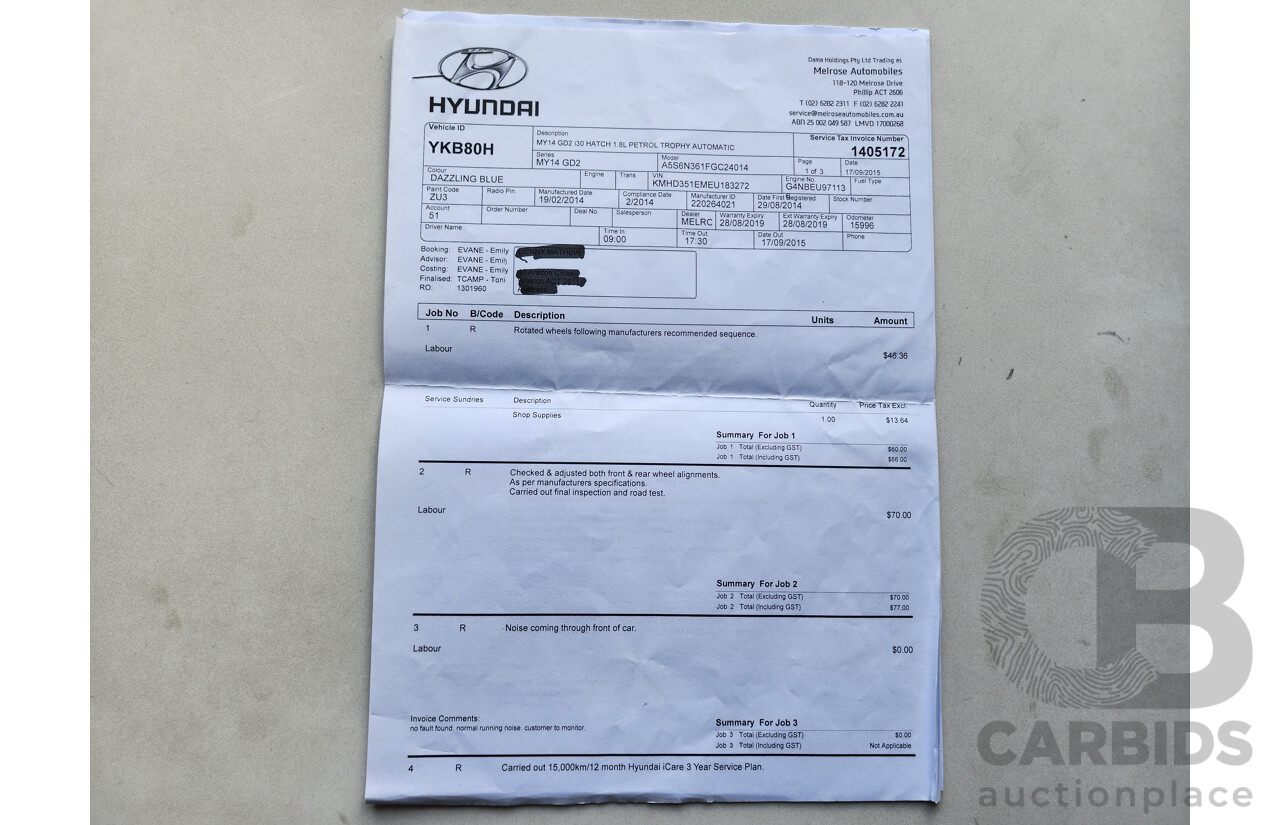 HYUNDAI
Dama Holdings Pty Ltd Trading as
Melrose Automobiles
118-120 Melrose Drive
Phillip ACT 2606
T (02) 6282 2311 F (02) 6282 2241
service@melroseautomobiles.com.au
ABN 25 002 049 587 LMVD 17000268
Vehicle ID
YKB80H
Description
MY14 GD2 I30 HATCH 1.8L PETROL TROPHY AUTOMATIC
Service Tax Invoice Number
1405172
Series
MY14 GD2
Model
A5S6N361FGC24014
Page
1 of 3
Date
17/09/2015
Colour
DAZZLING BLUE
Engine
Trans
VIN
KMHD351EMEU183272
Engine No.
G4NBEU97113
Fuel Type
Paint Code
ZU3
Radio Pin
Manufactured Date
19/02/2014
Compliance Date
2/2014
Manufacturer ID
220264021
Date First Registered
29/08/2014
Stock Number
Account
51
Order Number
Deal No.
Salesperson
Dealer
MELRC
Warranty Expiry
28/08/2019
Ext Warranty Expiry
28/08/2019
Odometer
15996
Driver Name
Time In
09:00
Time Out
17:30
Date Out
17/09/2015
Phone
Booking: EVANE - Emily
Advisor: EVANE - Emily
Costing: EVANE - Emily
Finalised: TCAMP - Toni
RO: 1301960
Job No B/Code Description Units Amount
1 R Rotated wheels following manufacturers recommended sequence.
Labour $46.36
Service Sundries Description Quantity Price Tax Excl.
Shop Supplies 1.00 $13.64
Summary For Job 1
Job 1 Total (Excluding GST) $60.00
Job 1 Total (Including GST) $66.00
2 R Checked & adjusted both front & rear wheel alignments.
As per manufacturers specifications.
Carried out final inspection and road test.
Labour $70.00
Summary For Job 2
Job 2 Total (Excluding GST) $70.00
Job 2 Total (Including GST) $77.00
3 R Noise coming through front of car.
Labour $0.00
Invoice Comments:
no fault found. normal running noise. customer to monitor.
Summary For Job 3
Job 3 Total (Excluding GST) $0.00
Job 3 Total (Including GST) Not Applicable
4 R Carried out 15,000km/12 month Hyundai iCare 3 Year Service Plan.
CB
CARBIDS
auctionplace